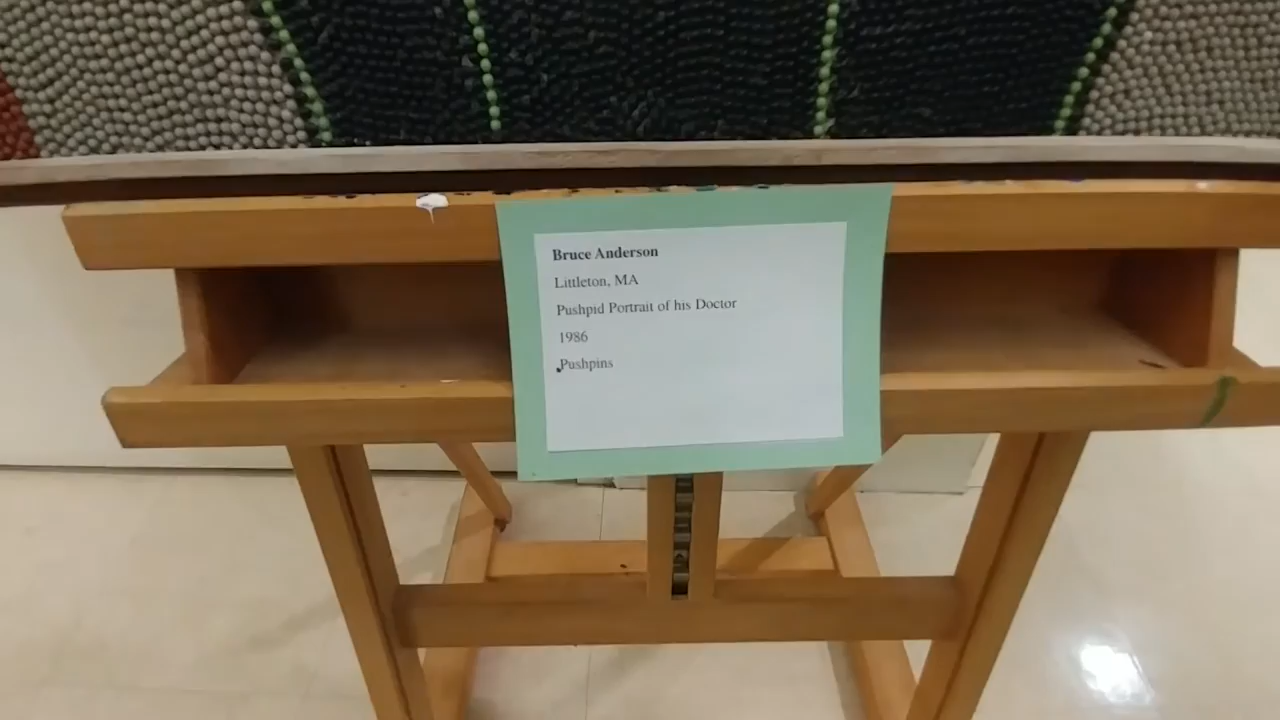 Bruce Anderson
Littleton, MA
Pushpid Portrait of his Doctor
1986
Pushpins